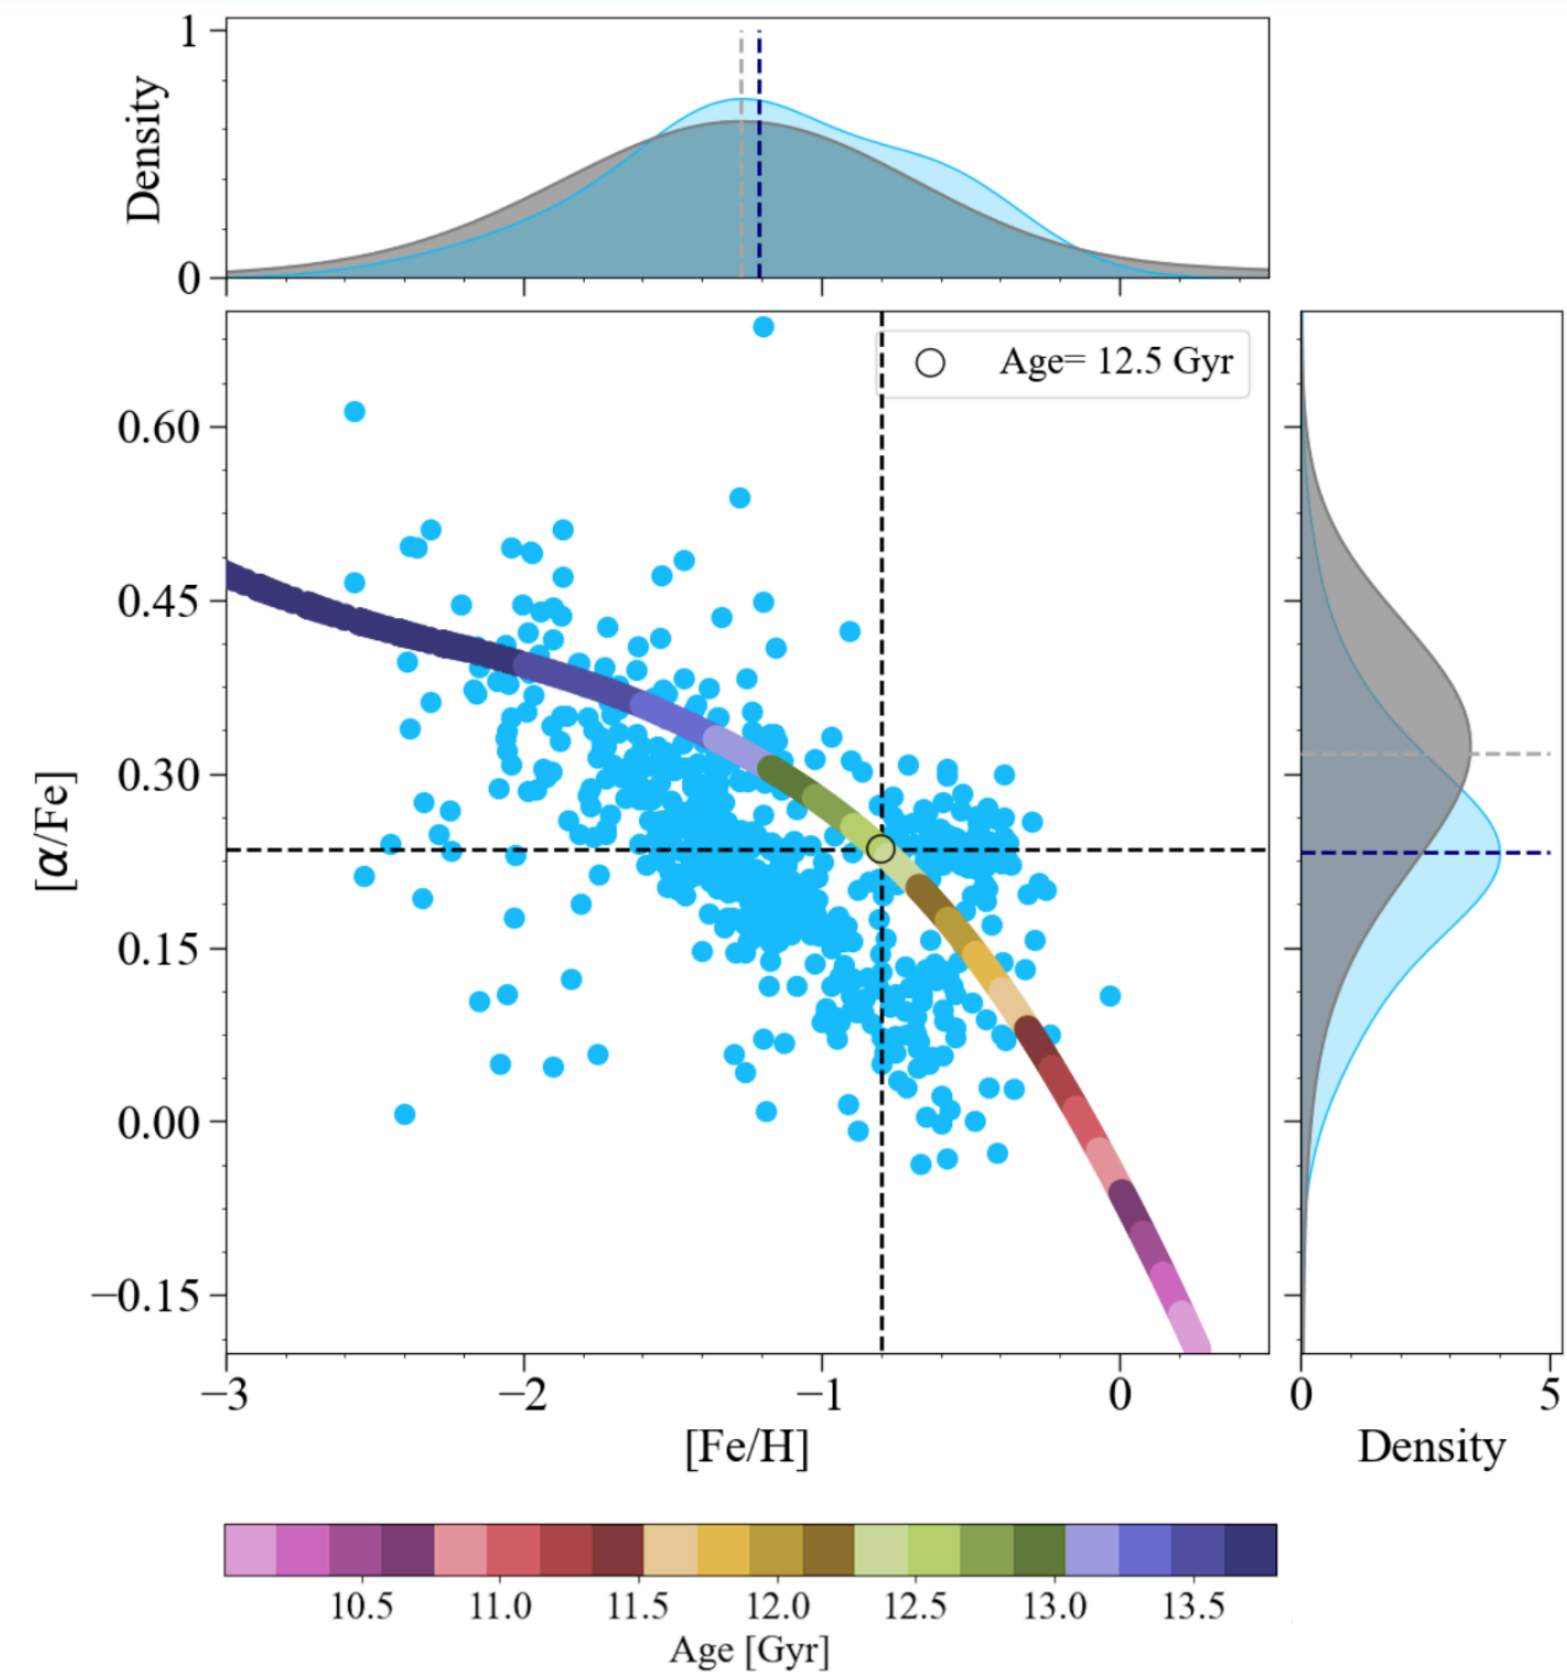 1
Density
0
Age= 12.5 Gyr
0.60
0.45
0.30
[α/Fe]
0.15
0.00
−0.15
−3 −2 −1 0 0 5
[Fe/H] Density
10.5 11.0 11.5 12.0 12.5 13.0 13.5
Age [Gyr]